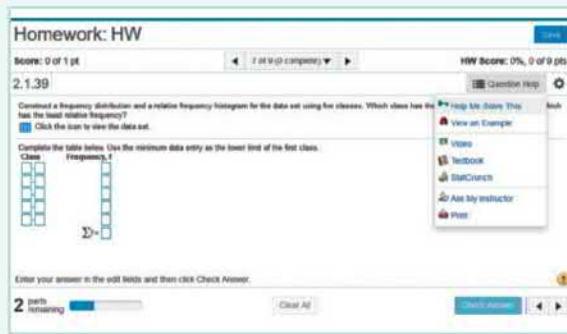 Homework: HW
Save
Score: 0 of 1 pt
1 of 9 (0 complete)
HW Score: 0%, 0 of 9 pts
2.1.39
Question Help
Construct a frequency distribution and a relative frequency histogram for the data set using five classes. Which class has the
has the least relative frequency?
Click the icon to view the data set.
Help Me Solve This
View an Example
Video
Textbook
StatCrunch
Ask My Instructor
Print
Complete the table below. Use the minimum data entry as the lower limit of the first class.
Class Frequency, f
Σ=
Enter your answer in the edit fields and then click Check Answer.
2 parts remaining
Clear All
Check Answer